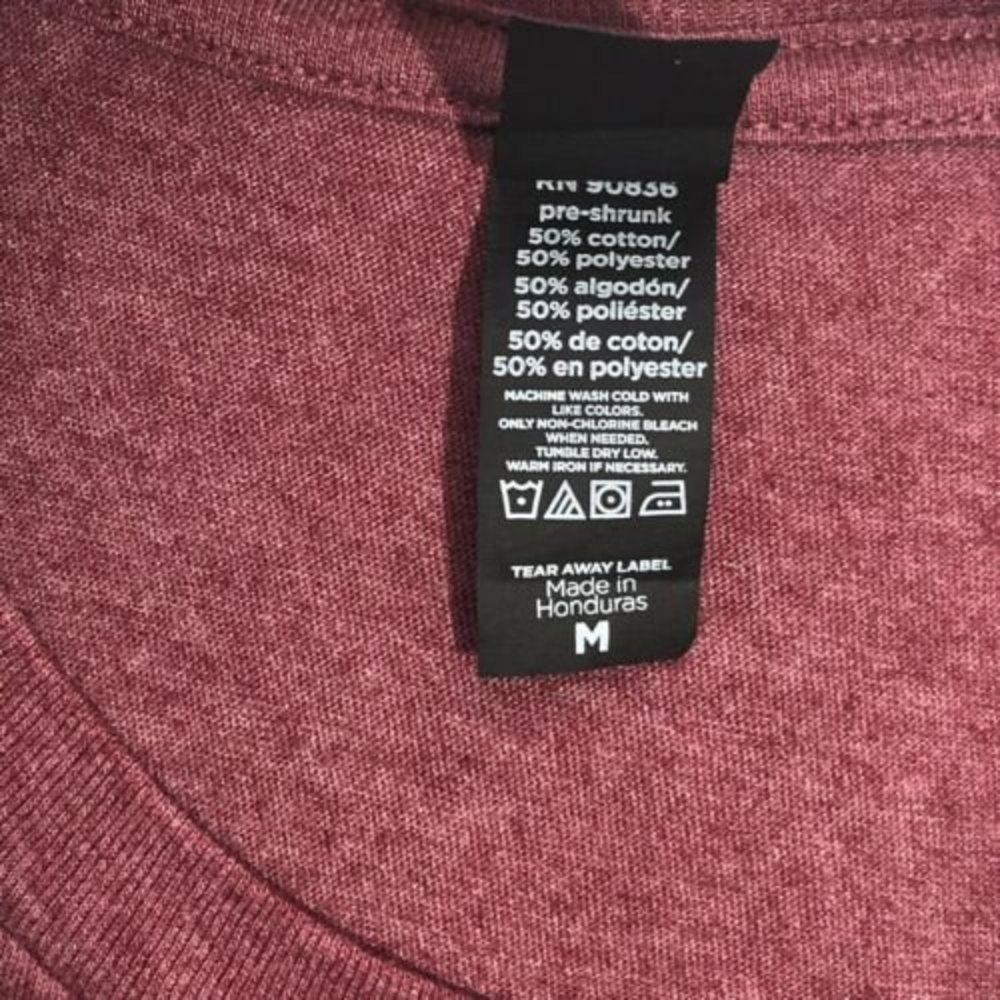 RN 90836
pre-shrunk
50% cotton/
50% polyester
50% algodón/
50% poliéster
50% de coton/
50% en polyester
MACHINE WASH COLD WITH
LIKE COLORS.
ONLY NON-CHLORINE BLEACH
WHEN NEEDED.
TUMBLE DRY LOW.
WARM IRON IF NECESSARY.
TEAR AWAY LABEL
Made in
Honduras
M